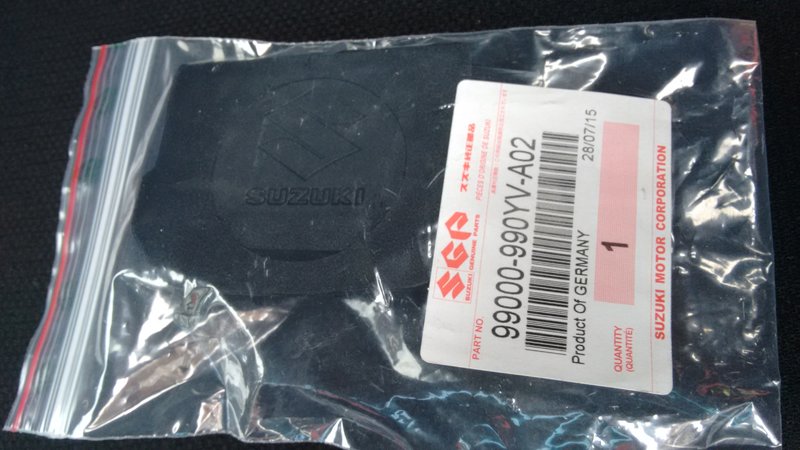 SUZUKI
SGP
SUZUKI GENUINE PARTS
スズキ純正部品
PIÈCES D'ORIGINE DE SUZUKI
PART NO.
99000-990YV-A02
Product Of GERMANY
28/07/15
QUANTITY
(QUANTITE)
1
SUZUKI MOTOR CORPORATION